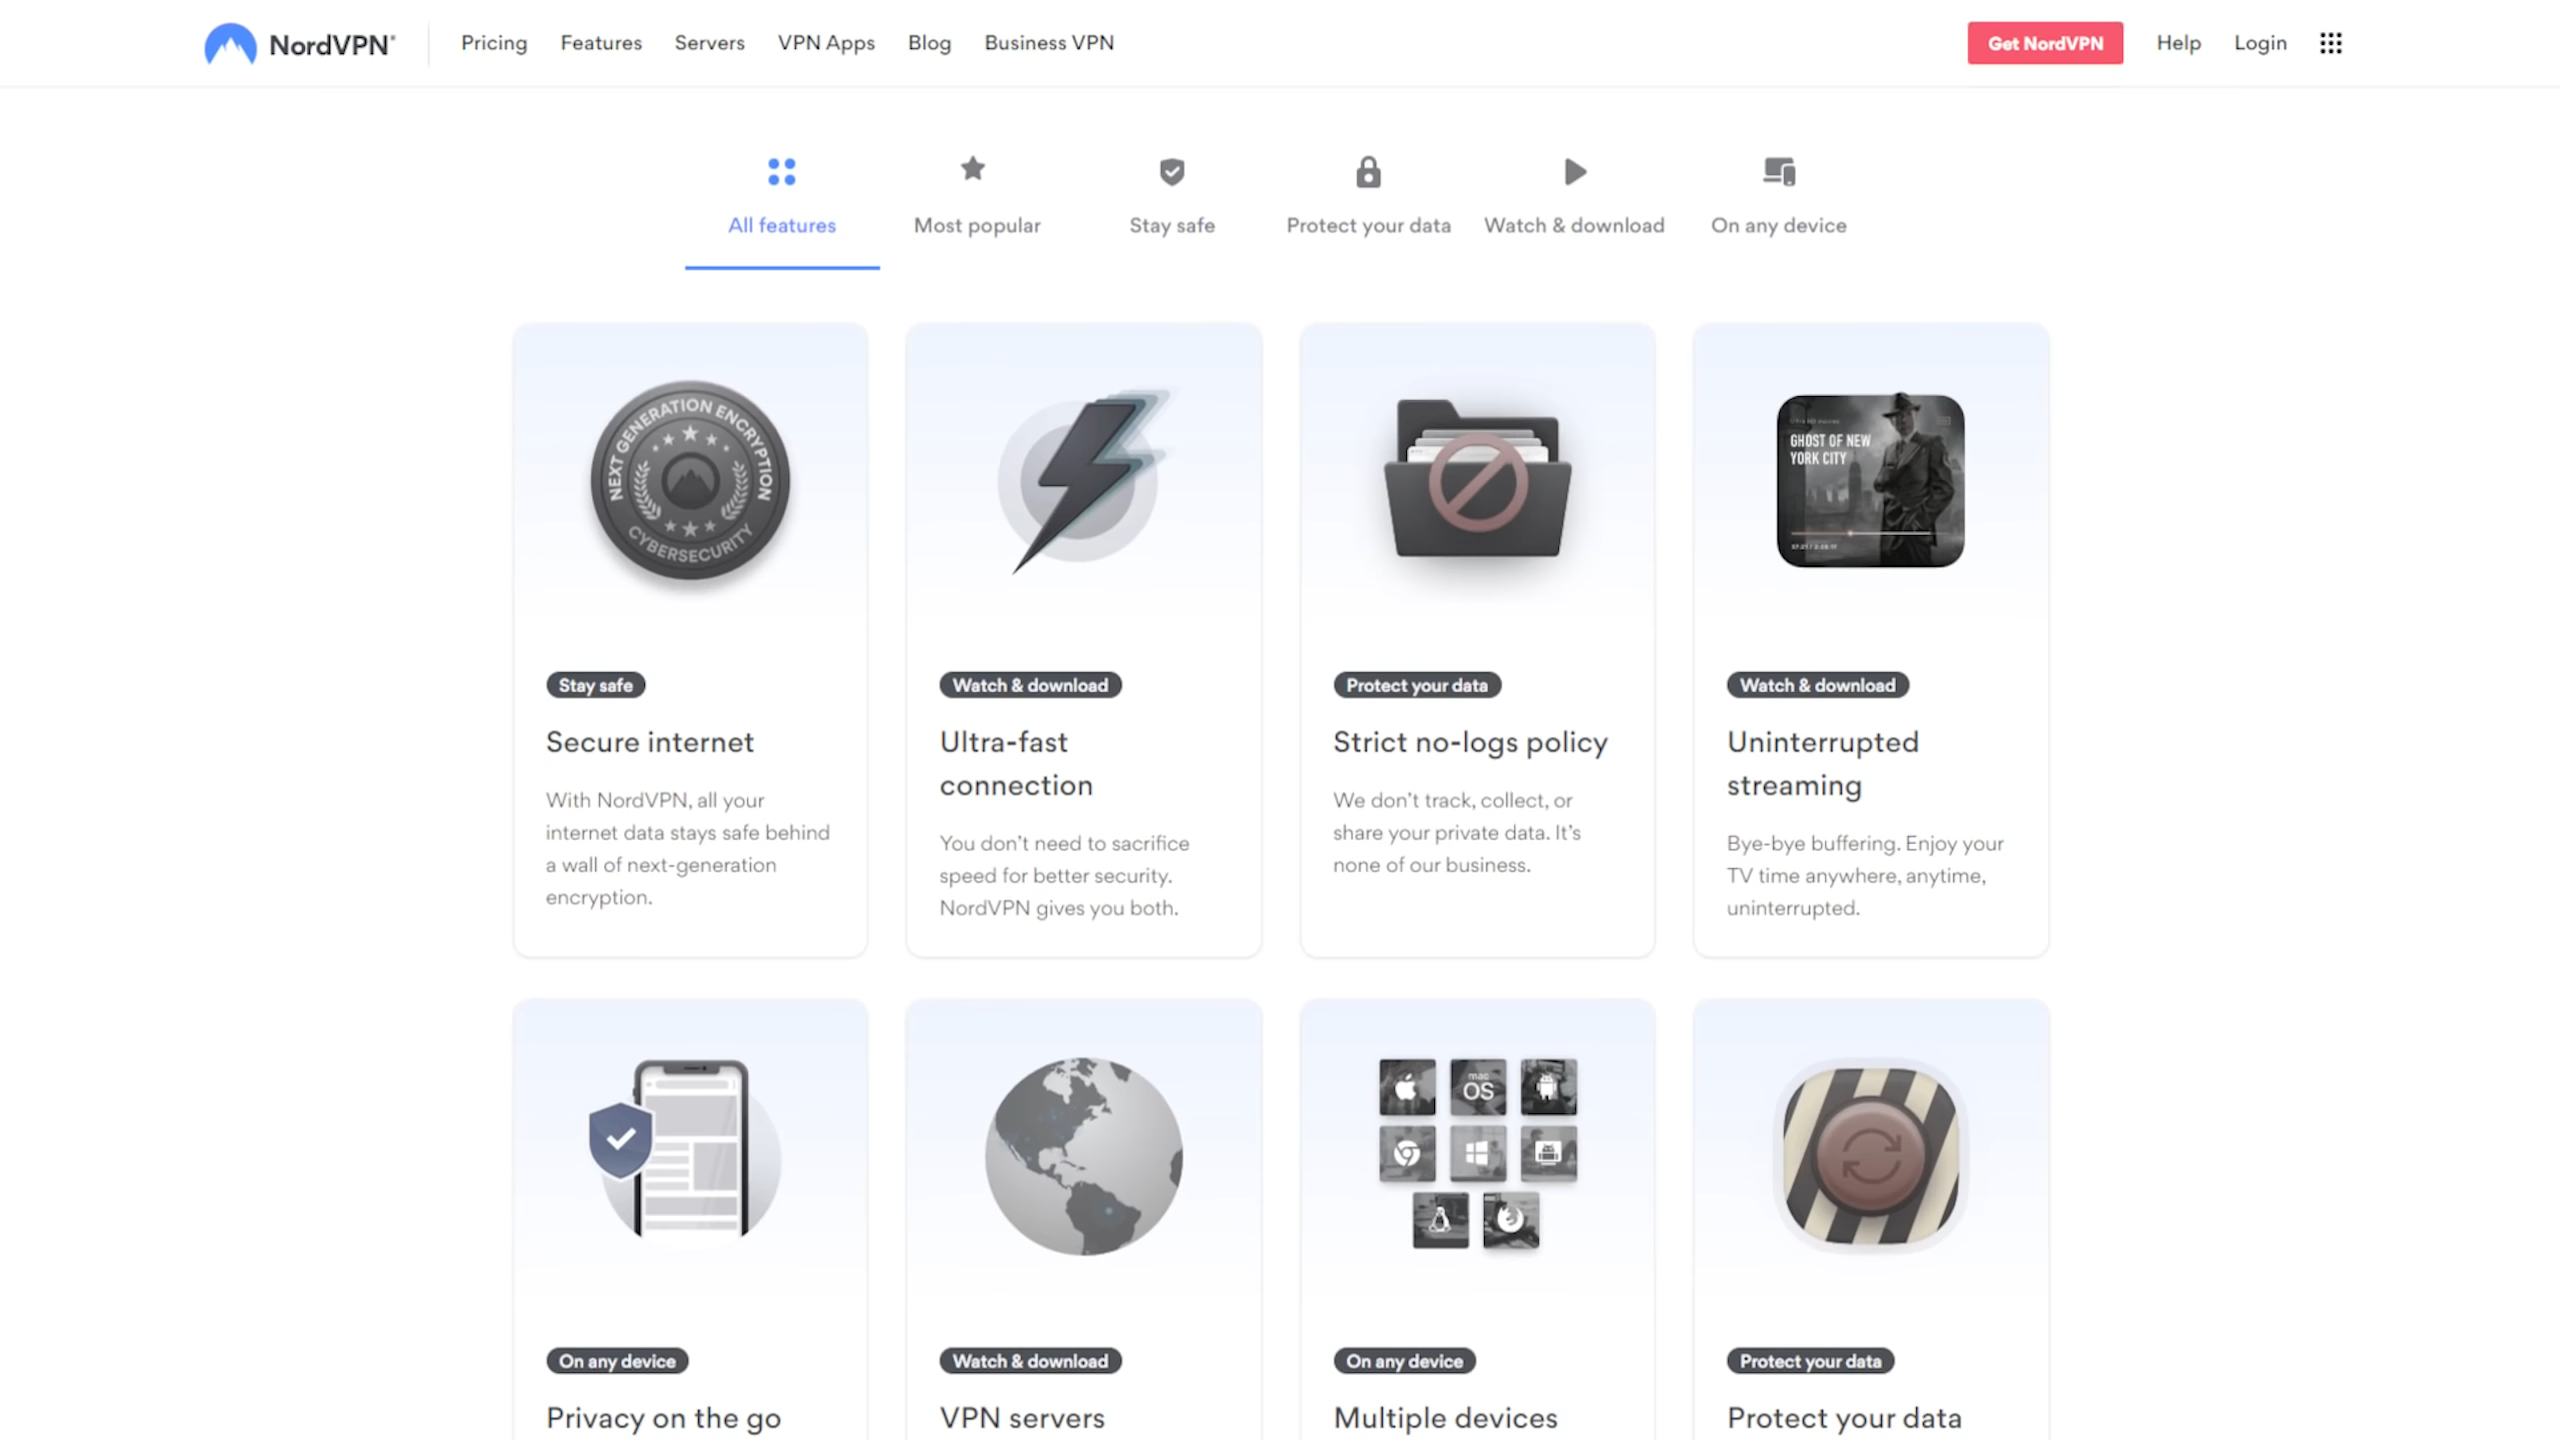 NordVPN®
Pricing
Features
Servers
VPN Apps
Blog
Business VPN
Get NordVPN
Help
Login
All features
Most popular
Stay safe
Protect your data
Watch & download
On any device
NEXT GENERATION ENCRYPTION
CYBERSECURITY
GHOST OF NEW
YORK CITY
Stay safe
Secure internet
With NordVPN, all your
internet data stays safe behind
a wall of next-generation
encryption.
Watch & download
Ultra-fast
connection
You don't need to sacrifice
speed for better security.
NordVPN gives you both.
Protect your data
Strict no-logs policy
We don't track, collect, or
share your private data. It's
none of our business.
Watch & download
Uninterrupted
streaming
Bye-bye buffering. Enjoy your
TV time anywhere, anytime,
uninterrupted.
mac
OS
On any device
Privacy on the go
Watch & download
VPN servers
On any device
Multiple devices
Protect your data
Protect your data